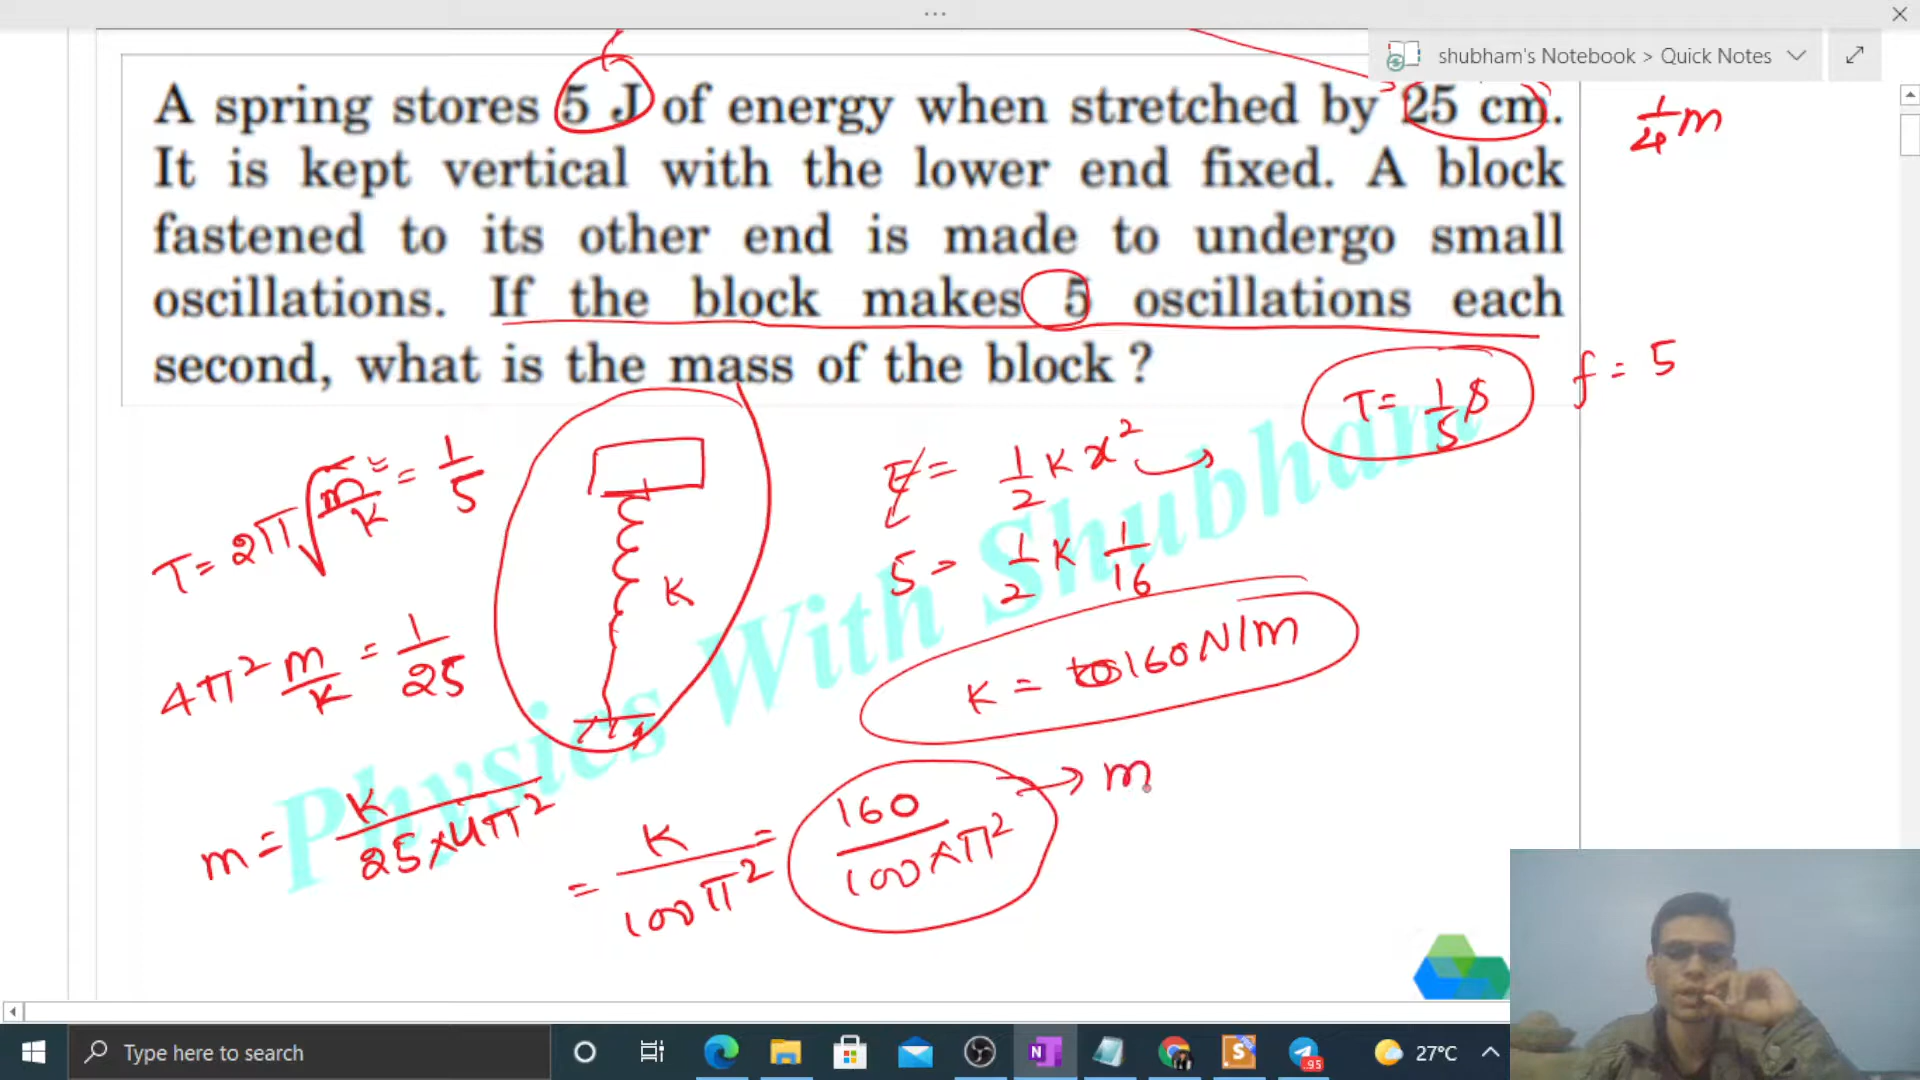 shubham's Notebook > Quick Notes
A spring stores 5 J of energy when stretched by 25 cm.
It is kept vertical with the lower end fixed. A block
fastened to its other end is made to undergo small
oscillations. If the block makes 5 oscillations each
second, what is the mass of the block ?
1/4 m
f = 5
T = 1/5 s
T = 2π√(m/K) = 1/5
K
E = 1/2 K x²
5 = 1/2 K 1/16
4π² m/K = 1/25
K = 160 N/m
m = K/25×4π²
= K/100π² = 160/100×π² → m
Physics With Shubham
Type here to search
N
S
95
27°C